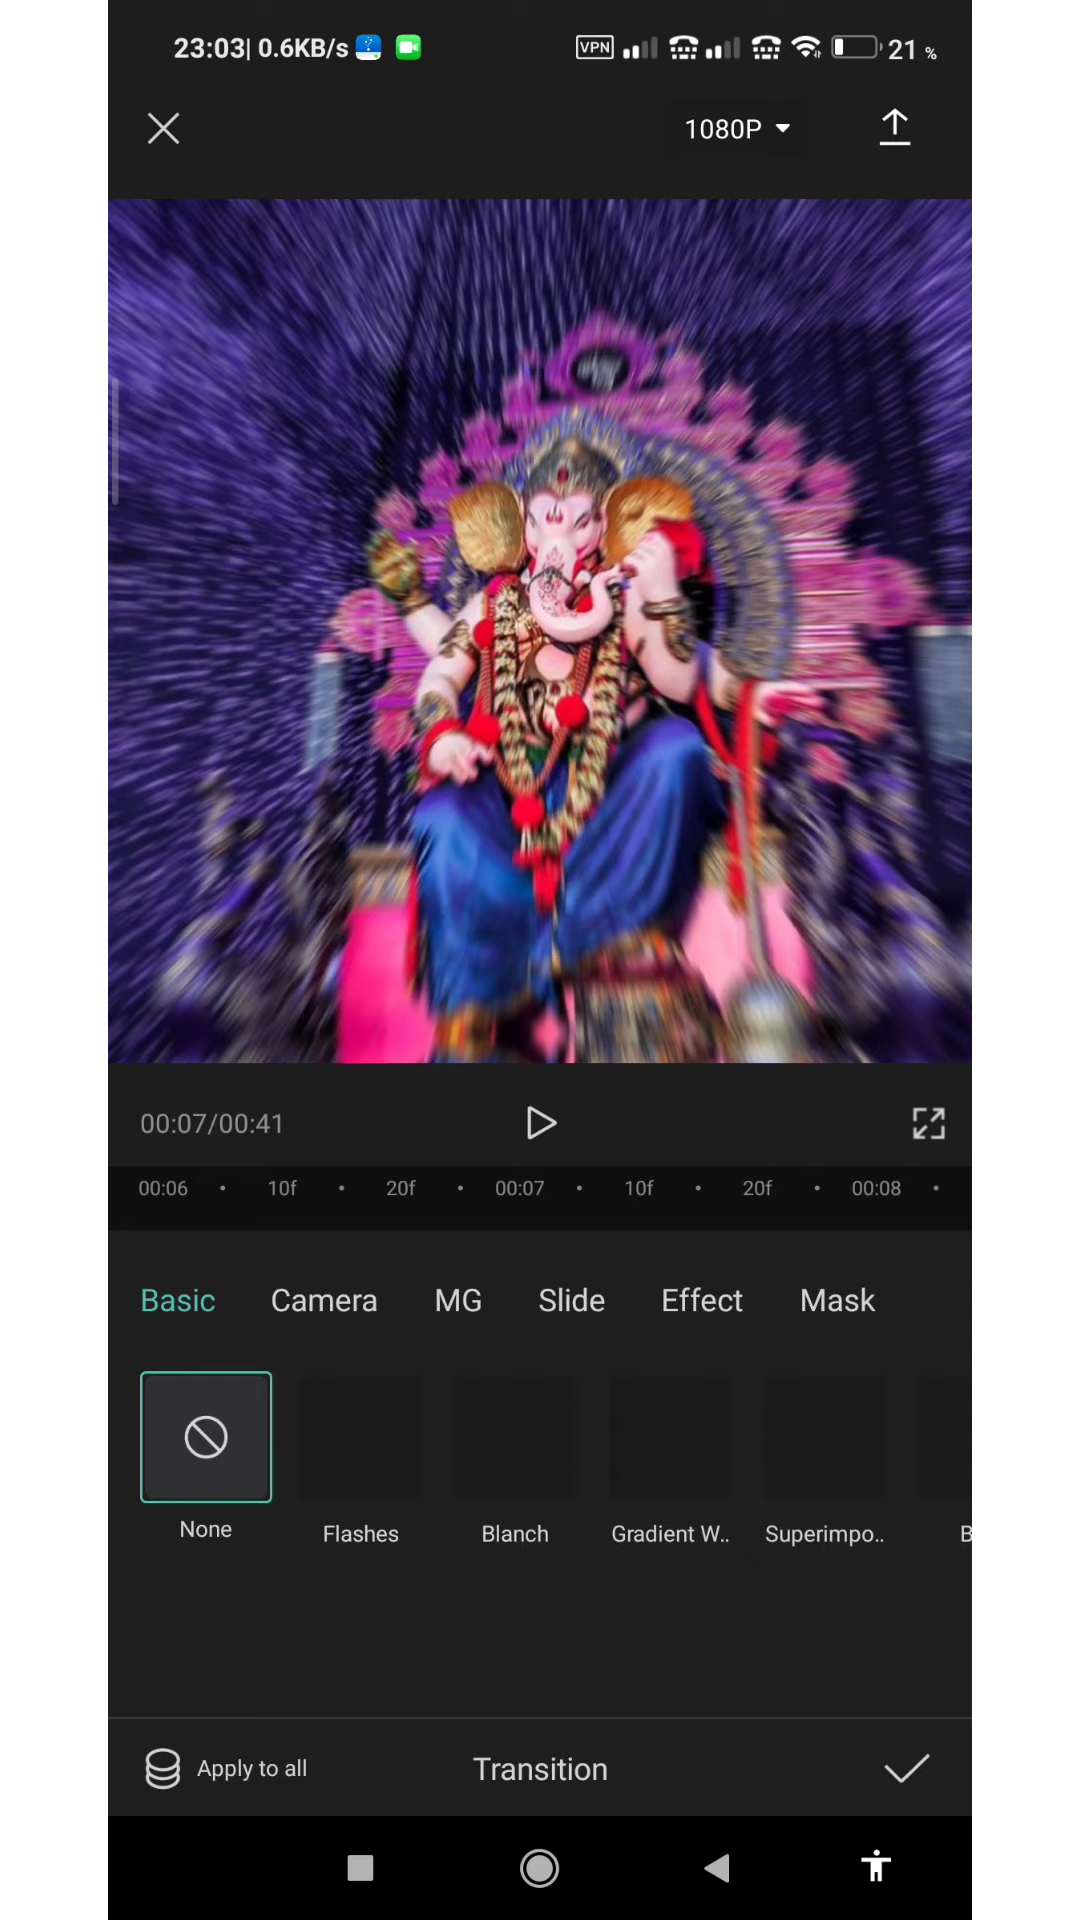 23:03| 0.6KB/s VPN 21 %
1080P
00:07/00:41
00:06 10f 20f 00:07 10f 20f 00:08
Basic Camera MG Slide Effect Mask
None Flashes Blanch Gradient W.. Superimpo.. B
Apply to all Transition